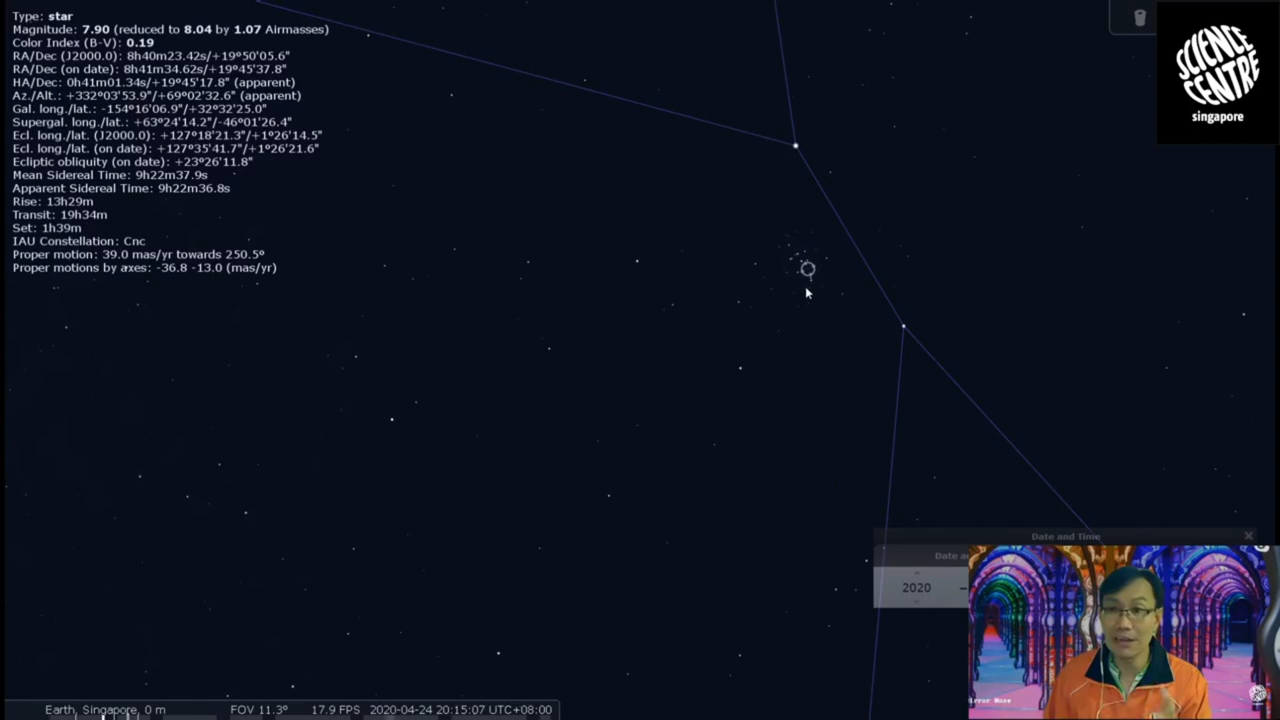 Type: star
Magnitude: 7.90 (reduced to 8.04 by 1.07 Airmasses)
Color Index (B-V): 0.19
RA/Dec (J2000.0): 8h40m23.42s/+19°50'05.6"
RA/Dec (on date): 8h41m34.62s/+19°45'37.8"
HA/Dec: 0h41m01.34s/+19°45'17.8" (apparent)
Az./Alt.: +332°03'53.9"/+69°02'32.6" (apparent)
Gal. long./lat.: -154°16'06.9"/+32°32'25.0"
Supergal. long./lat.: +63°24'14.2"/-46°01'26.4"
Ecl. long./lat. (J2000.0): +127°18'21.3"/+1°26'14.5"
Ecl. long./lat. (on date): +127°35'41.7"/+1°26'21.6"
Ecliptic obliquity (on date): +23°26'11.8"
Mean Sidereal Time: 9h22m37.9s
Apparent Sidereal Time: 9h22m36.8s
Rise: 13h29m
Transit: 19h34m
Set: 1h39m
IAU Constellation: Cnc
Proper motion: 39.0 mas/yr towards 250.5°
Proper motions by axes: -36.8 -13.0 (mas/yr)
SCIENCE
CENTRE
singapore
Date and Time
2020 –
Earth, Singapore, 0 m FOV 11.3° 17.9 FPS 2020-04-24 20:15:07 UTC+08:00